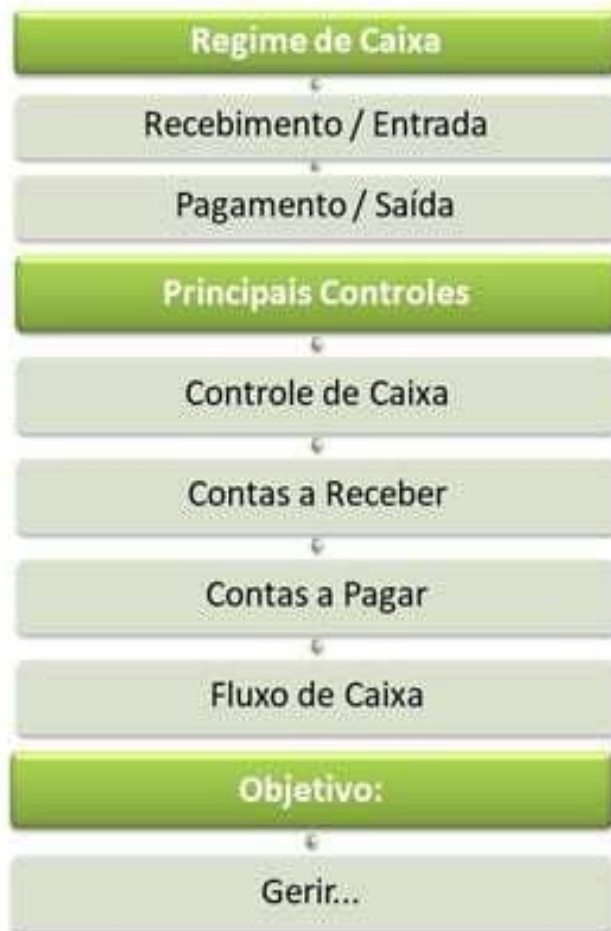 Regime de Caixa
Recebimento / Entrada
Pagamento / Saída
Principais Controles
Controle de Caixa
Contas a Receber
Contas a Pagar
Fluxo de Caixa
Objetivo:
Gerir...